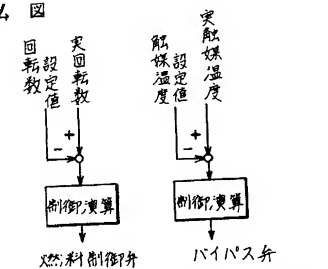 ム 図
回転数
設定値
実回転数
触媒温度
設定値
実触媒温度
+
-
+
-
制御演算
制御演算
燃料制御弁
バイパス弁